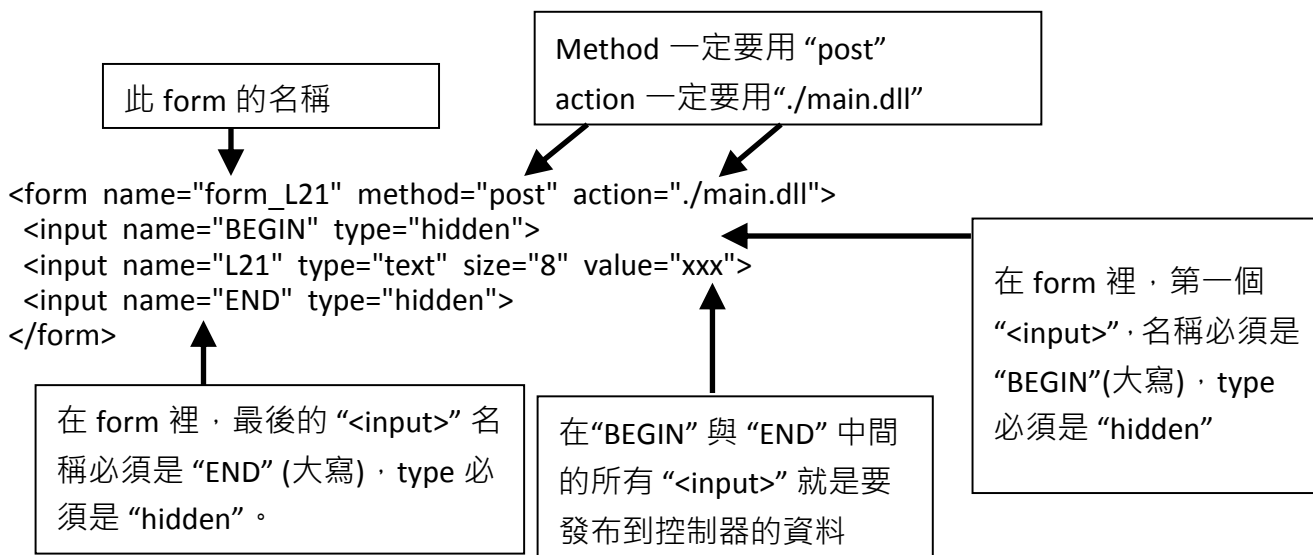 Method 一定要用 “post”
action 一定要用“./main.dll”
此 form 的名稱
<form name="form_L21" method="post" action="./main.dll">
<input name="BEGIN" type="hidden">
<input name="L21" type="text" size="8" value="xxx">
<input name="END" type="hidden">
</form>
在 form 裡，第一個
“<input>”，名稱必須是
“BEGIN”(大寫)，type
必須是 “hidden”
在 form 裡，最後的 “<input>” 名
稱必須是 “END” (大寫)，type 必
須是 “hidden”。
在“BEGIN” 與 “END” 中間
的所有 “<input>” 就是要
發布到控制器的資料